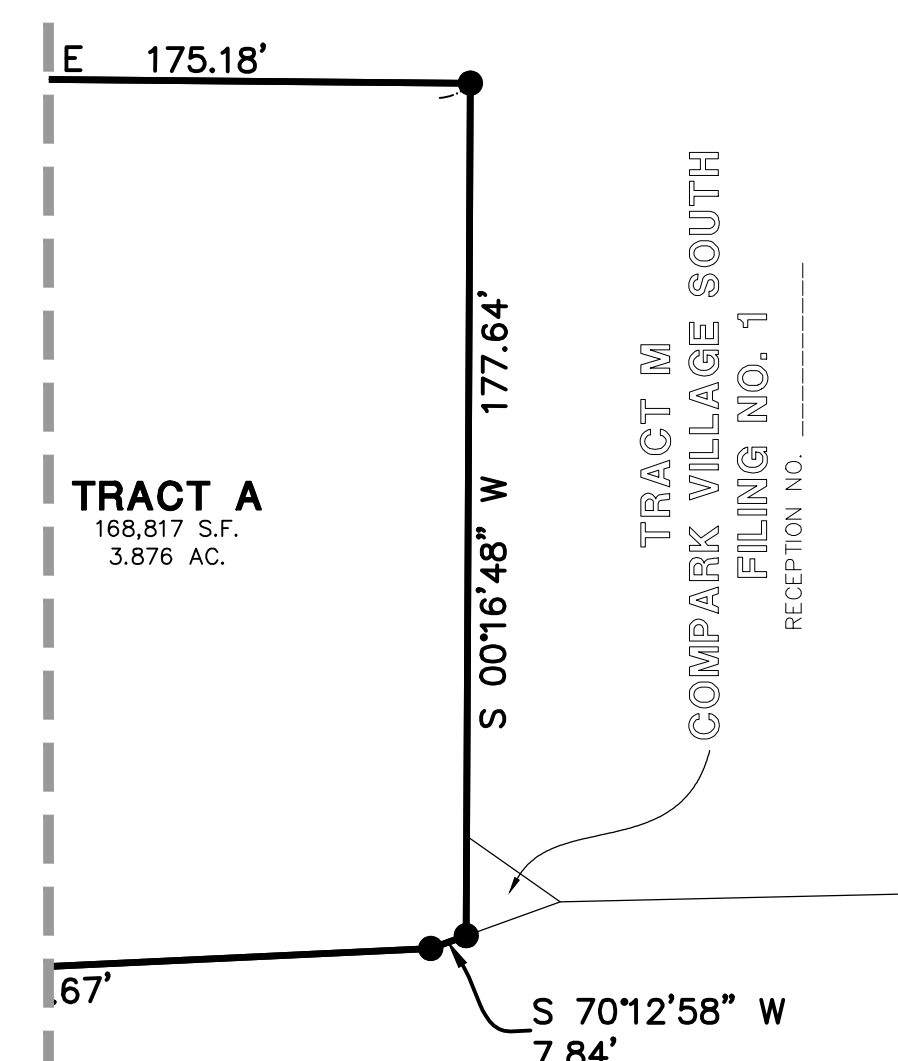 E 175.18'
S 00°16'48" W 177.64'
TRACT A
168,817 S.F.
3.876 AC.
TRACT M
COMPARK VILLAGE SOUTH
FILING NO. 1
RECEPTION NO. ____________
.67'
S 70°12'58" W
7.84'